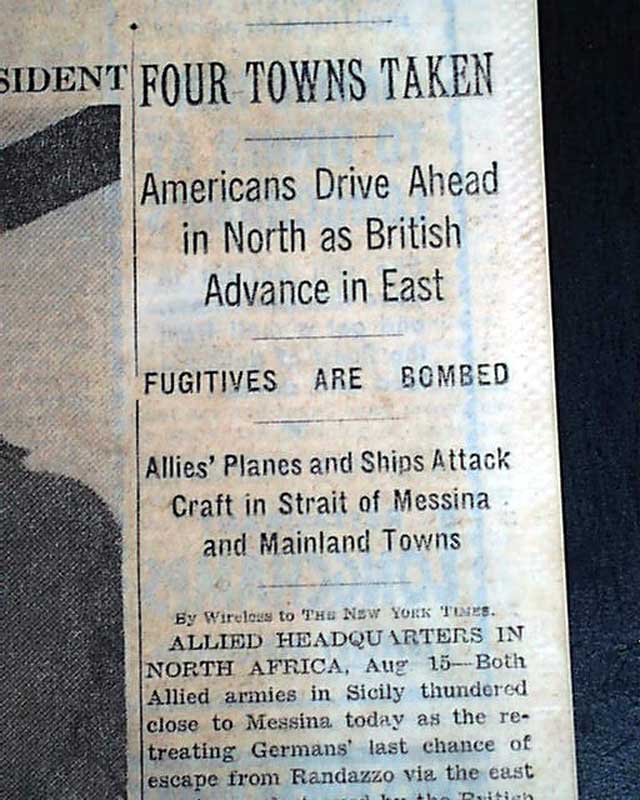 SIDENT
FOUR TOWNS TAKEN
Americans Drive Ahead
in North as British
Advance in East
FUGITIVES ARE BOMBED
Allies' Planes and Ships Attack
Craft in Strait of Messina
and Mainland Towns
By Wireless to THE NEW YORK TIMES.
ALLIED HEADQUARTERS IN
NORTH AFRICA, Aug 15—Both
Allied armies in Sicily thundered
close to Messina today as the re-
treating Germans' last chance of
escape from Randazzo via the east
by the British